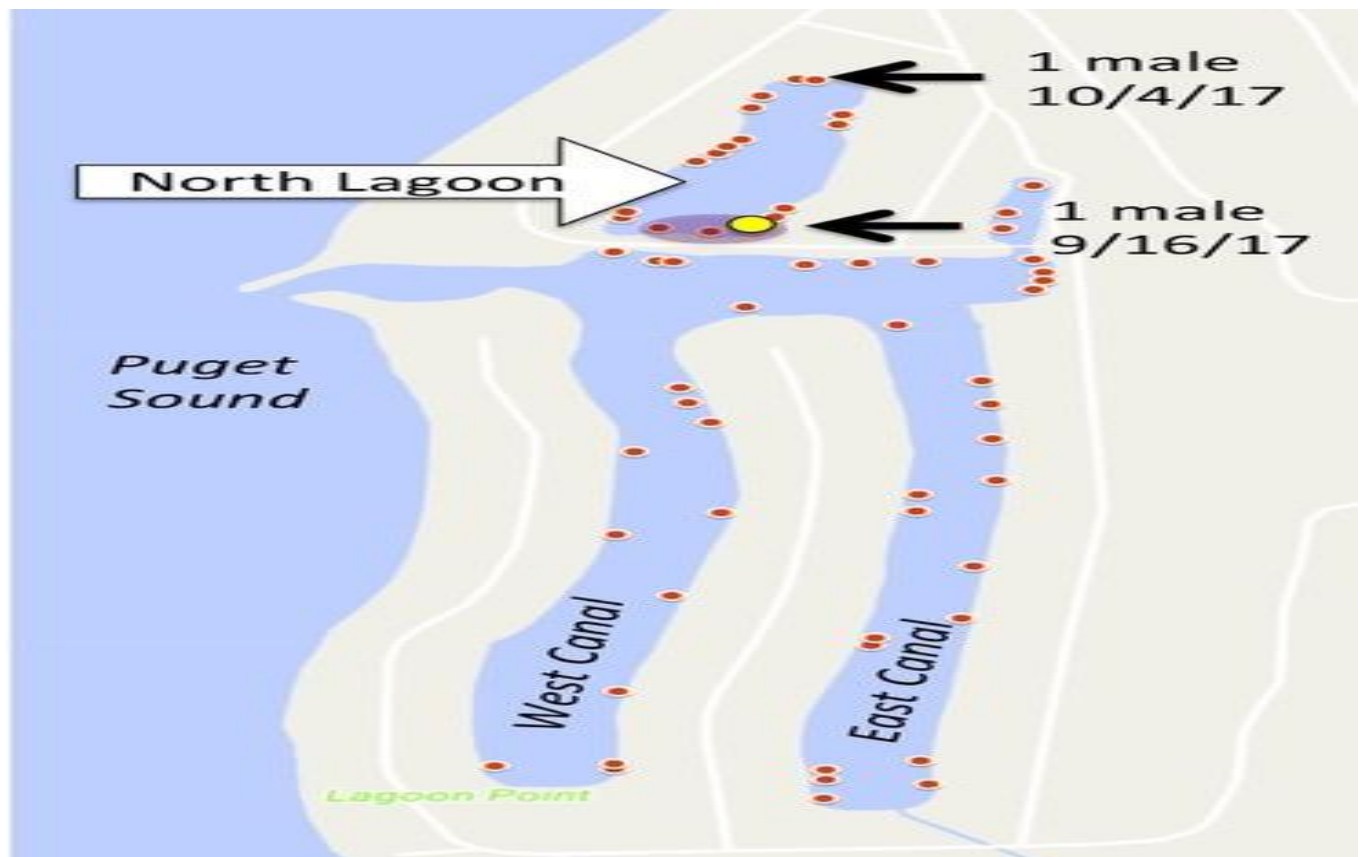 1 male
10/4/17
North Lagoon
1 male
9/16/17
Puget
Sound
West Canal
East Canal
Lagoon Point